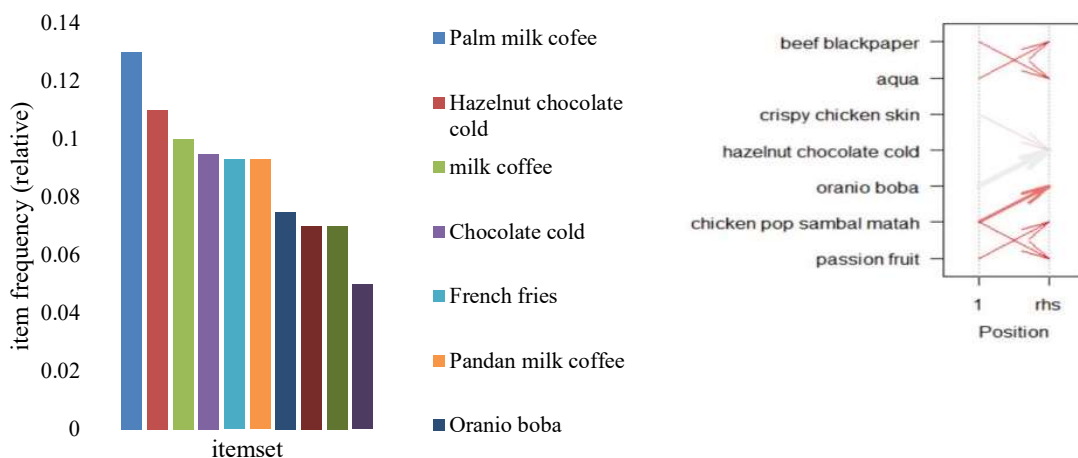 0.14
0.12
0.1
0.08
0.06
0.04
0.02
0
item frequency (relative)
itemset
Palm milk cofee
Hazelnut chocolate
cold
milk coffee
Chocolate cold
French fries
Pandan milk coffee
Oranio boba
beef blackpaper
aqua
crispy chicken skin
hazelnut chocolate cold
oranio boba
chicken pop sambal matah
passion fruit
1 rhs
Position